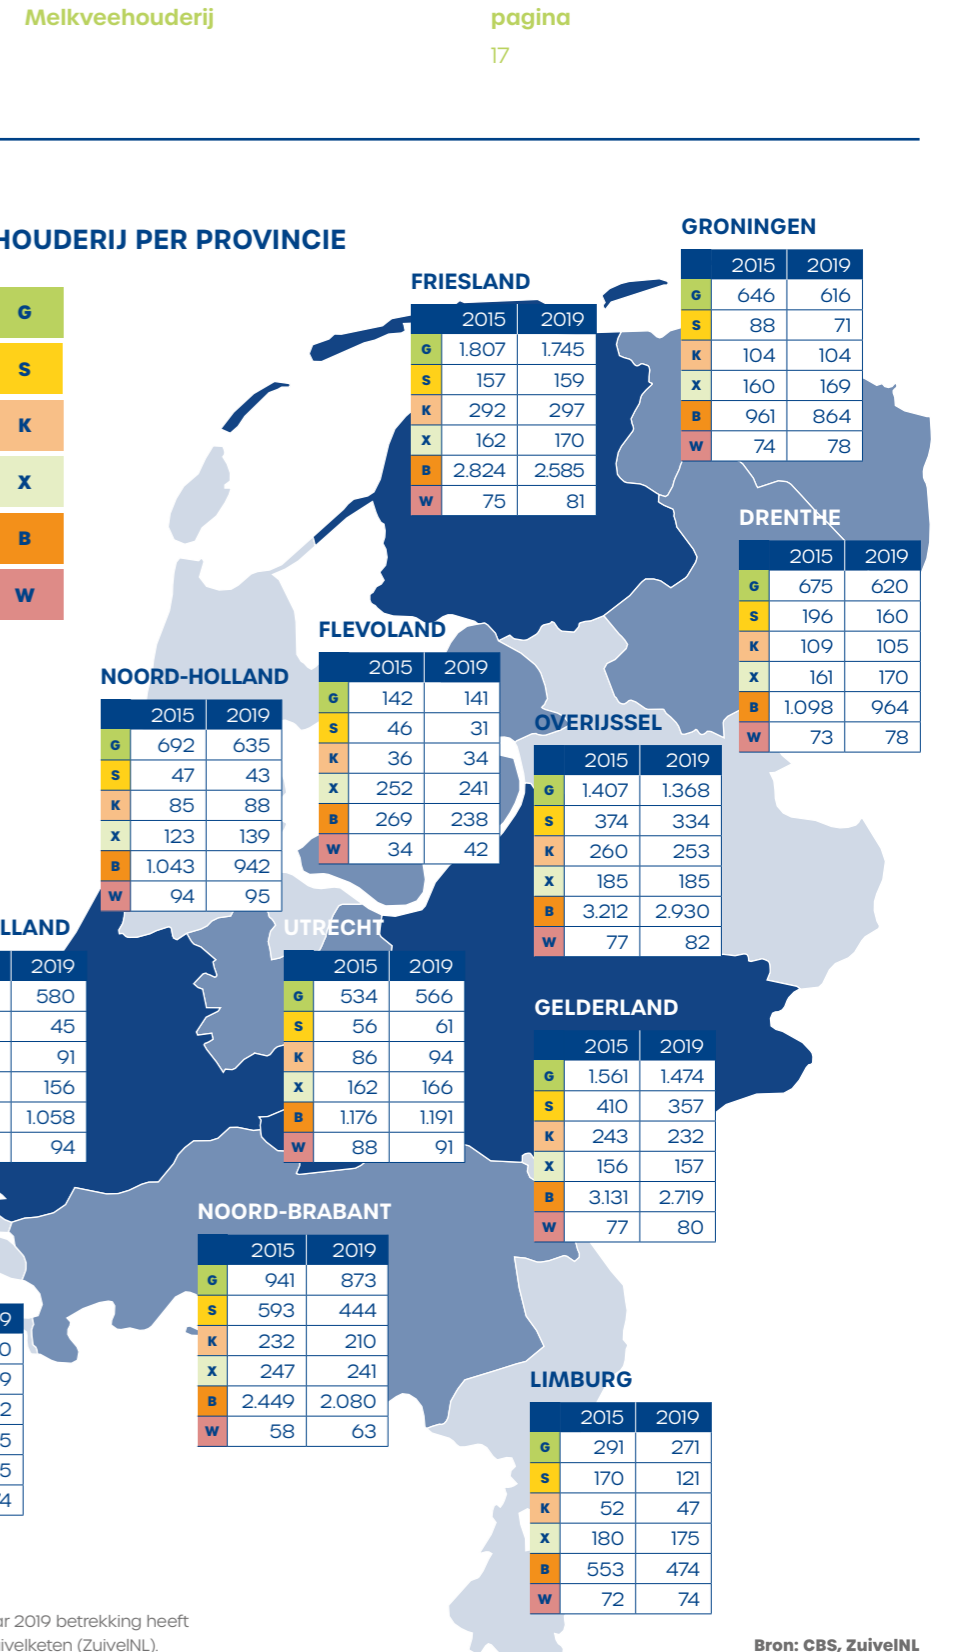 Melkveehouderij
pagina
17
HOUDERIJ PER PROVINCIE
G
S
K
X
B
W
GRONINGEN
2015 2019
G 646 616
S 88 71
K 104 104
X 160 169
B 961 864
W 74 78
FRIESLAND
2015 2019
G 1.807 1.745
S 157 159
K 292 297
X 162 170
B 2.824 2.585
W 75 81
DRENTHE
2015 2019
G 675 620
S 196 160
K 109 105
X 161 170
B 1.098 964
W 73 78
FLEVOLAND
2015 2019
G 142 141
S 46 31
K 36 34
X 252 241
B 269 238
W 34 42
NOORD-HOLLAND
2015 2019
G 692 635
S 47 43
K 85 88
X 123 139
B 1.043 942
W 94 95
OVERIJSSEL
2015 2019
G 1.407 1.368
S 374 334
K 260 253
X 185 185
B 3.212 2.930
W 77 82
LLAND
2019
580
45
91
156
1.058
94
UTRECHT
2015 2019
G 534 566
S 56 61
K 86 94
X 162 166
B 1.176 1.191
W 88 91
GELDERLAND
2015 2019
G 1.561 1.474
S 410 357
K 243 232
X 156 157
B 3.131 2.719
W 77 80
NOORD-BRABANT
2015 2019
G 941 873
S 593 444
K 232 210
X 247 241
B 2.449 2.080
W 58 63
9
0
9
2
5
5
4
LIMBURG
2015 2019
G 291 271
S 170 121
K 52 47
X 180 175
B 553 474
W 72 74
ar 2019 betrekking heeft
uivelketen (ZuivelNL).
Bron: CBS, ZuivelNL